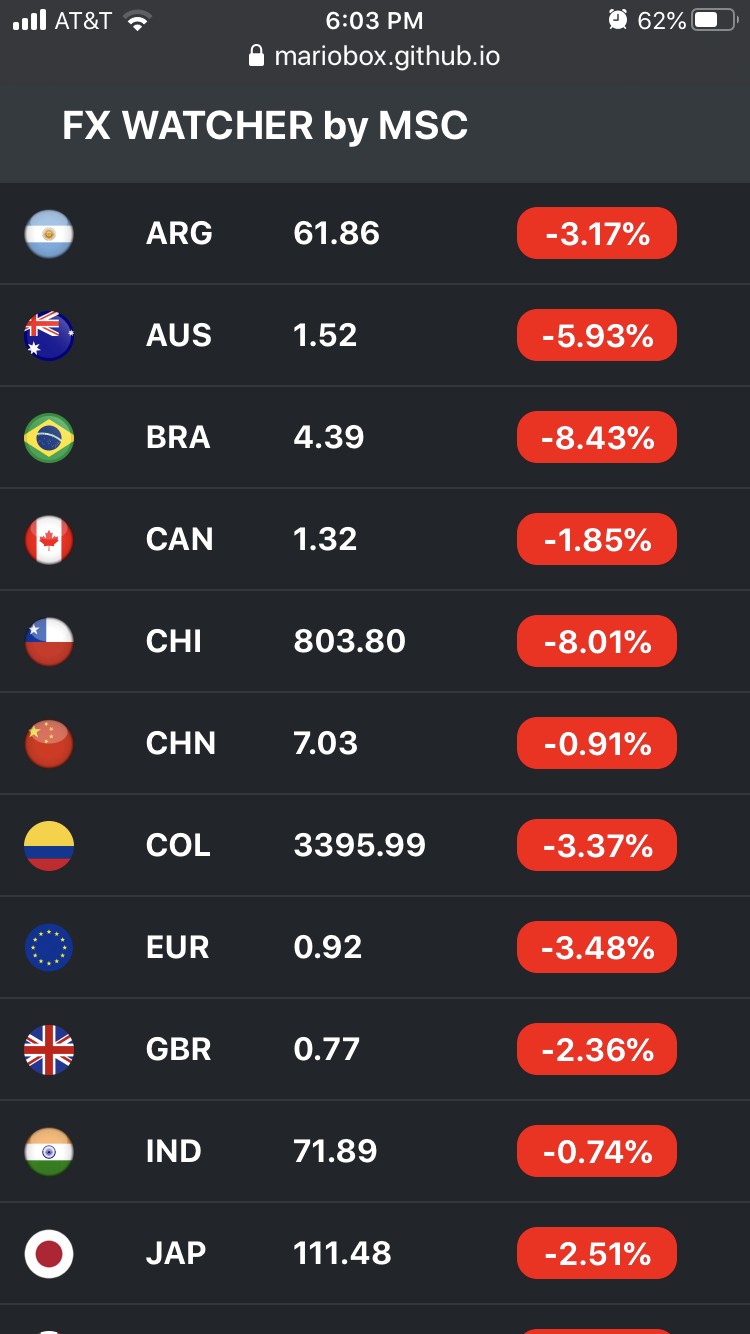 AT&T 6:03 PM 62%
mariobox.github.io
FX WATCHER by MSC
ARG 61.86 -3.17%
AUS 1.52 -5.93%
BRA 4.39 -8.43%
CAN 1.32 -1.85%
CHI 803.80 -8.01%
CHN 7.03 -0.91%
COL 3395.99 -3.37%
EUR 0.92 -3.48%
GBR 0.77 -2.36%
IND 71.89 -0.74%
JAP 111.48 -2.51%